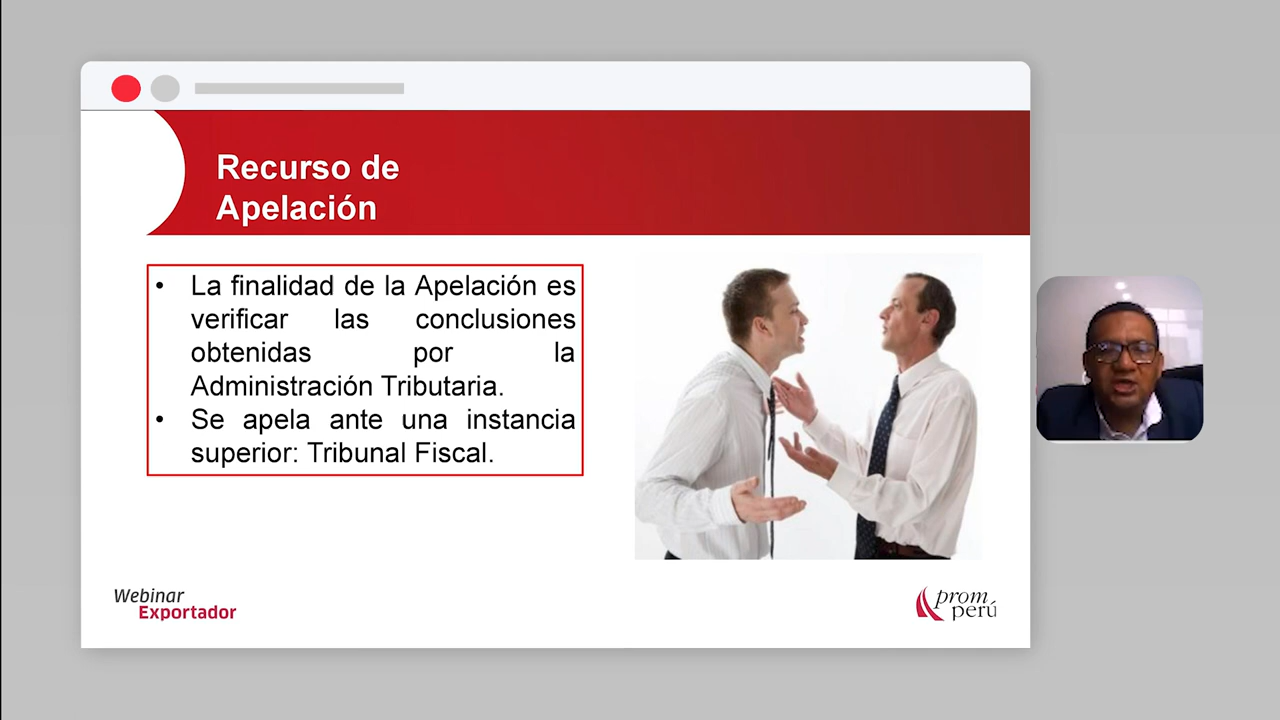 Recurso de
Apelación
• La finalidad de la Apelación es
verificar las conclusiones
obtenidas por la
Administración Tributaria.
• Se apela ante una instancia
superior: Tribunal Fiscal.
Webinar
Exportador
prom
perú